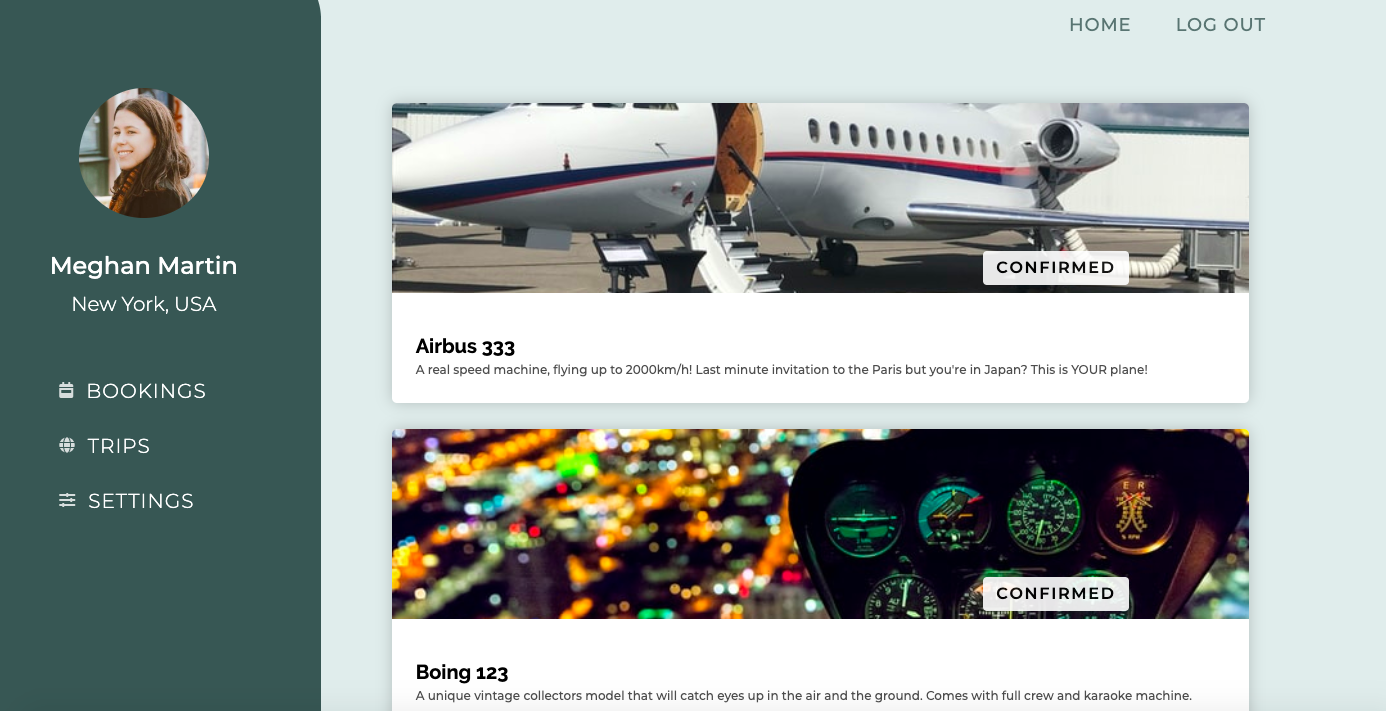 HOME
LOG OUT
Meghan Martin
New York, USA
BOOKINGS
TRIPS
SETTINGS
CONFIRMED
Airbus 333
A real speed machine, flying up to 2000km/h! Last minute invitation to the Paris but you're in Japan? This is YOUR plane!
E R
% RPM
CONFIRMED
Boing 123
A unique vintage collectors model that will catch eyes up in the air and the ground. Comes with full crew and karaoke machine.